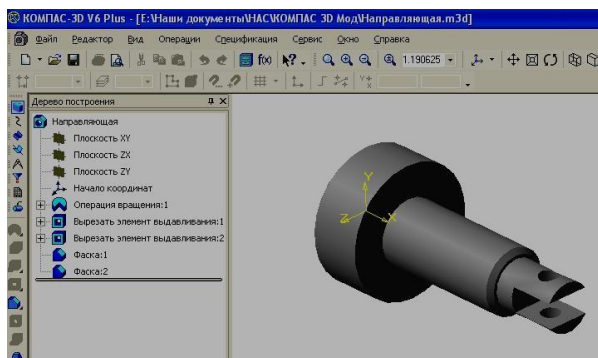 КОМПАС-3D V6 Plus - [E:\Наши документы\НАС\КОМПАС 3D Мод\Направляющая.m3d]
Файл Редактор Вид Операции Спецификация Сервис Окно Справка
f(x) 1.190625
Дерево построения
Направляющая
Плоскость XY
Плоскость ZX
Плоскость ZY
Начало координат
Операция вращения:1
Вырезать элемент выдавливания:1
Вырезать элемент выдавливания:2
Фаска:1
Фаска:2
Y
Z X